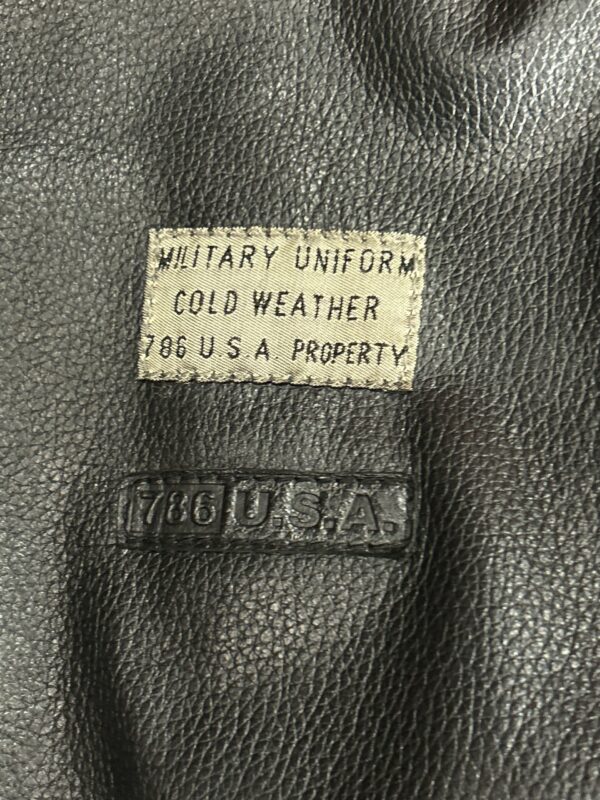 MILITARY UNIFORM
COLD WEATHER
786 U.S.A. PROPERTY
786 U.S.A.